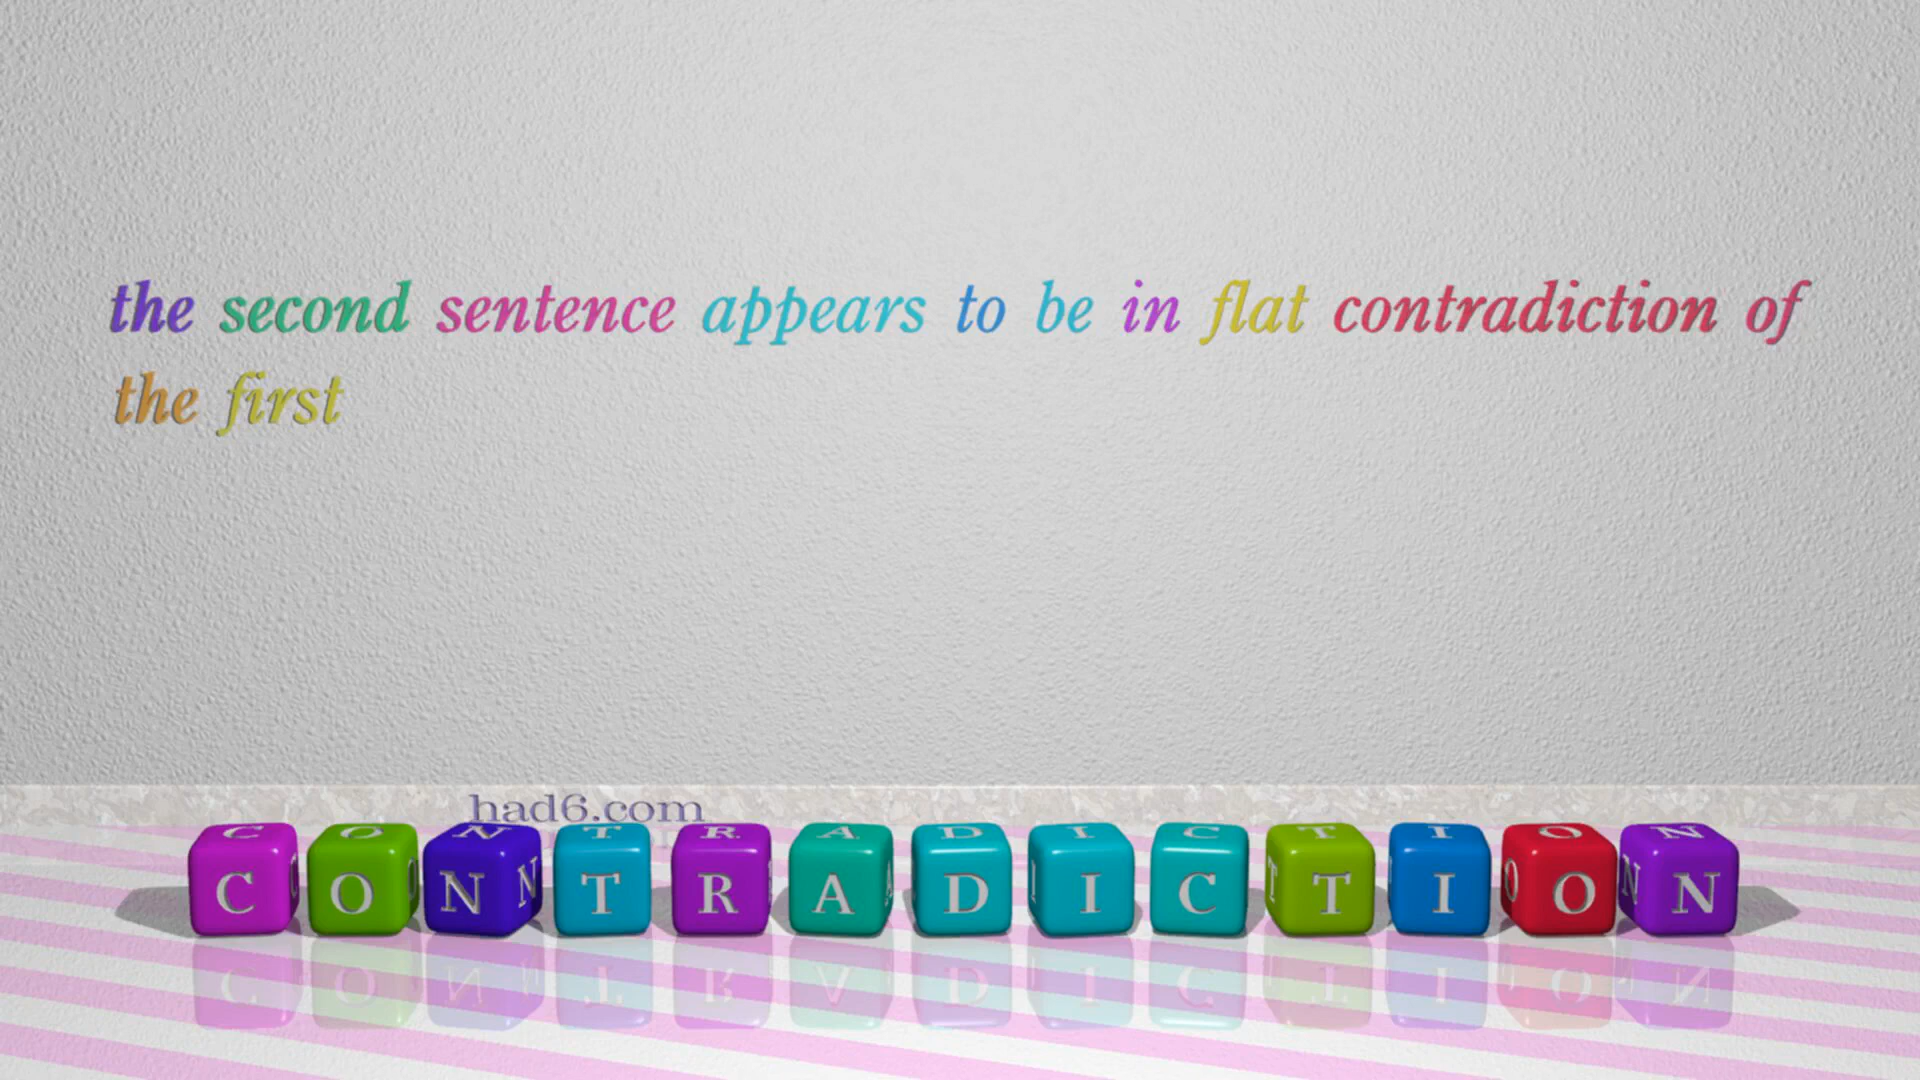 the second sentence appears to be in flat contradiction of
the first
had6.com
CONTRADICTION